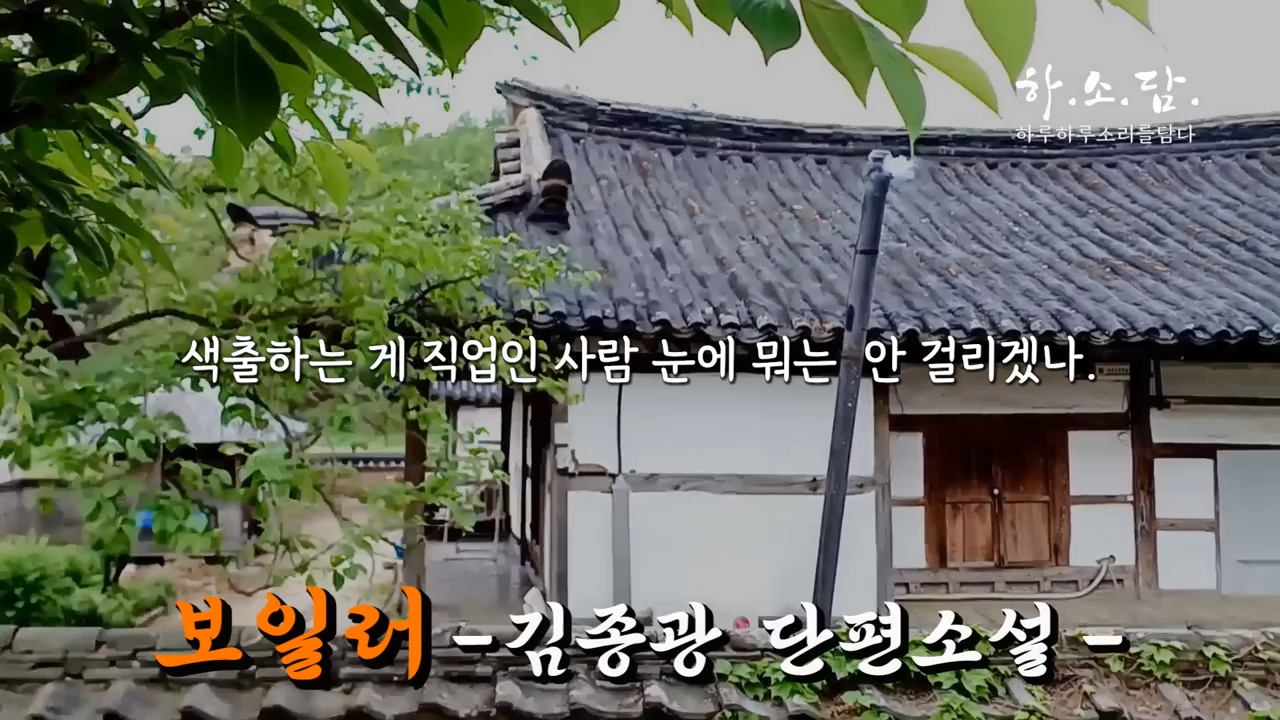 하.소.담.
하루하루소리를담다
색출하는 게 직업인 사람 눈에 뭐는 안 걸리겠나.
보일러 -김종광 단편소설 -